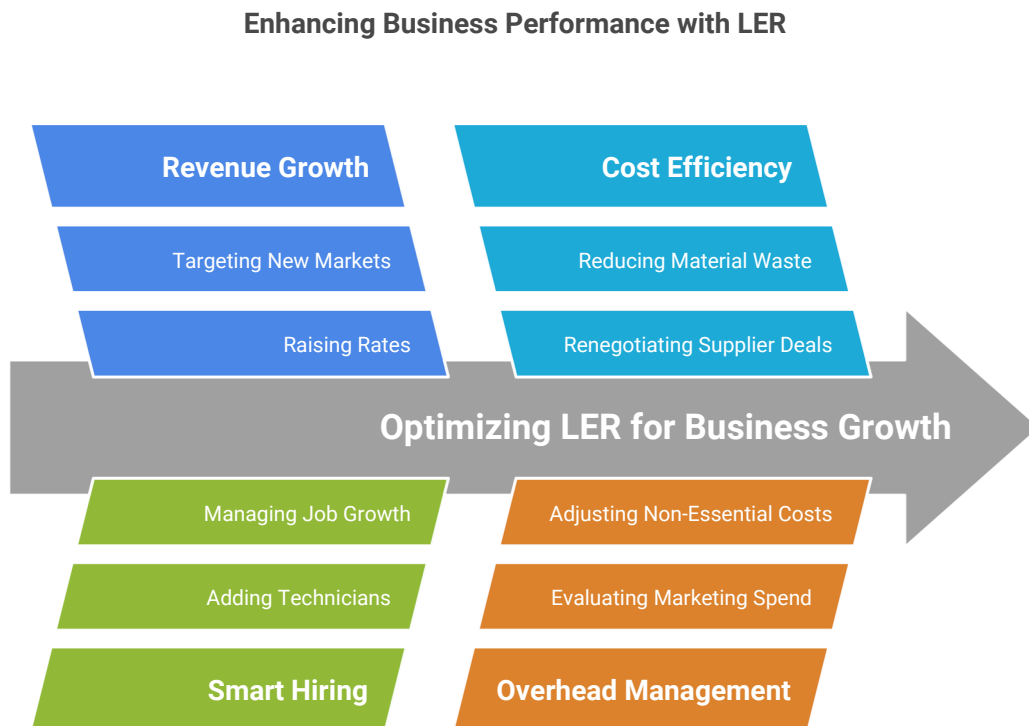 Enhancing Business Performance with LER
Revenue Growth
Targeting New Markets
Raising Rates
Cost Efficiency
Reducing Material Waste
Renegotiating Supplier Deals
Optimizing LER for Business Growth
Managing Job Growth
Adding Technicians
Smart Hiring
Adjusting Non-Essential Costs
Evaluating Marketing Spend
Overhead Management